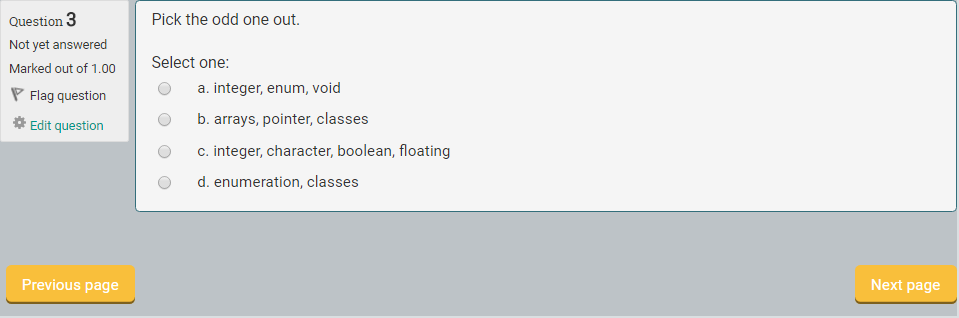 Question 3
Not yet answered
Marked out of 1.00
Flag question
Edit question
Pick the odd one out.
Select one:
a. integer, enum, void
b. arrays, pointer, classes
c. integer, character, boolean, floating
d. enumeration, classes
Previous page
Next page